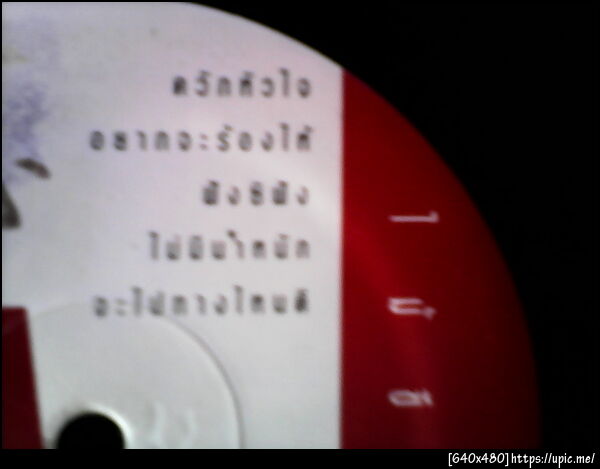 ควักหัวใจ
อยากจะร้องไห้
ฟังซิฟัง
ไม่มีน้ำหนัก
จะไปทางไหนดี
[640x480]https://upic.me/